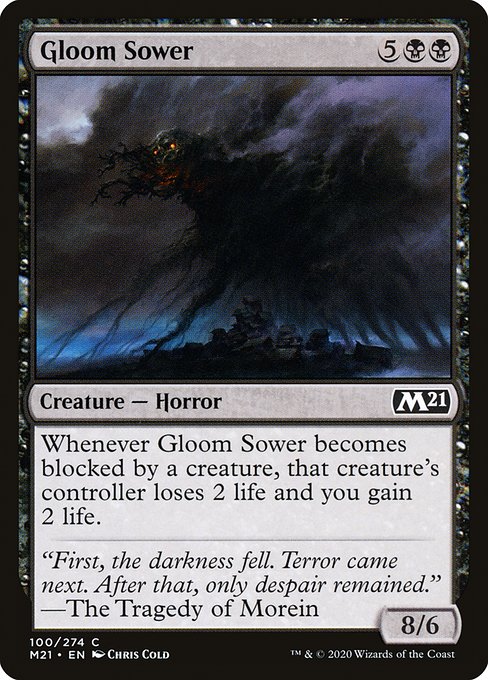 Gloom Sower 5
Creature — Horror M21
Whenever Gloom Sower becomes
blocked by a creature, that creature's
controller loses 2 life and you gain
2 life.
“First, the darkness fell. Terror came
next. After that, only despair remained.”
—The Tragedy of Morein
8/6
100/274 C
M21 • EN Chris Cold ™ & © 2020 Wizards of the Coast